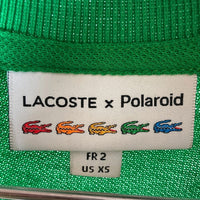 LACOSTE x Polaroid
FR 2
US XS